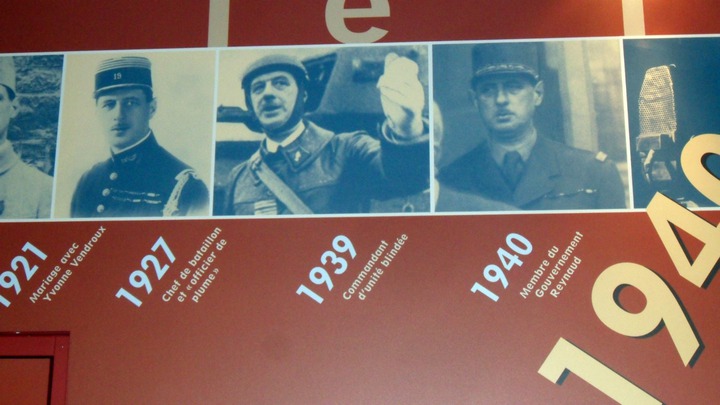 e
15
1921
Mariage avec
Yvonne Vendroux
1927
Chef de bataillon
et « officier de
plume »
1939
Commandant
d'unité blindée
1940
Membre du
Gouvernement
Reynaud
1940